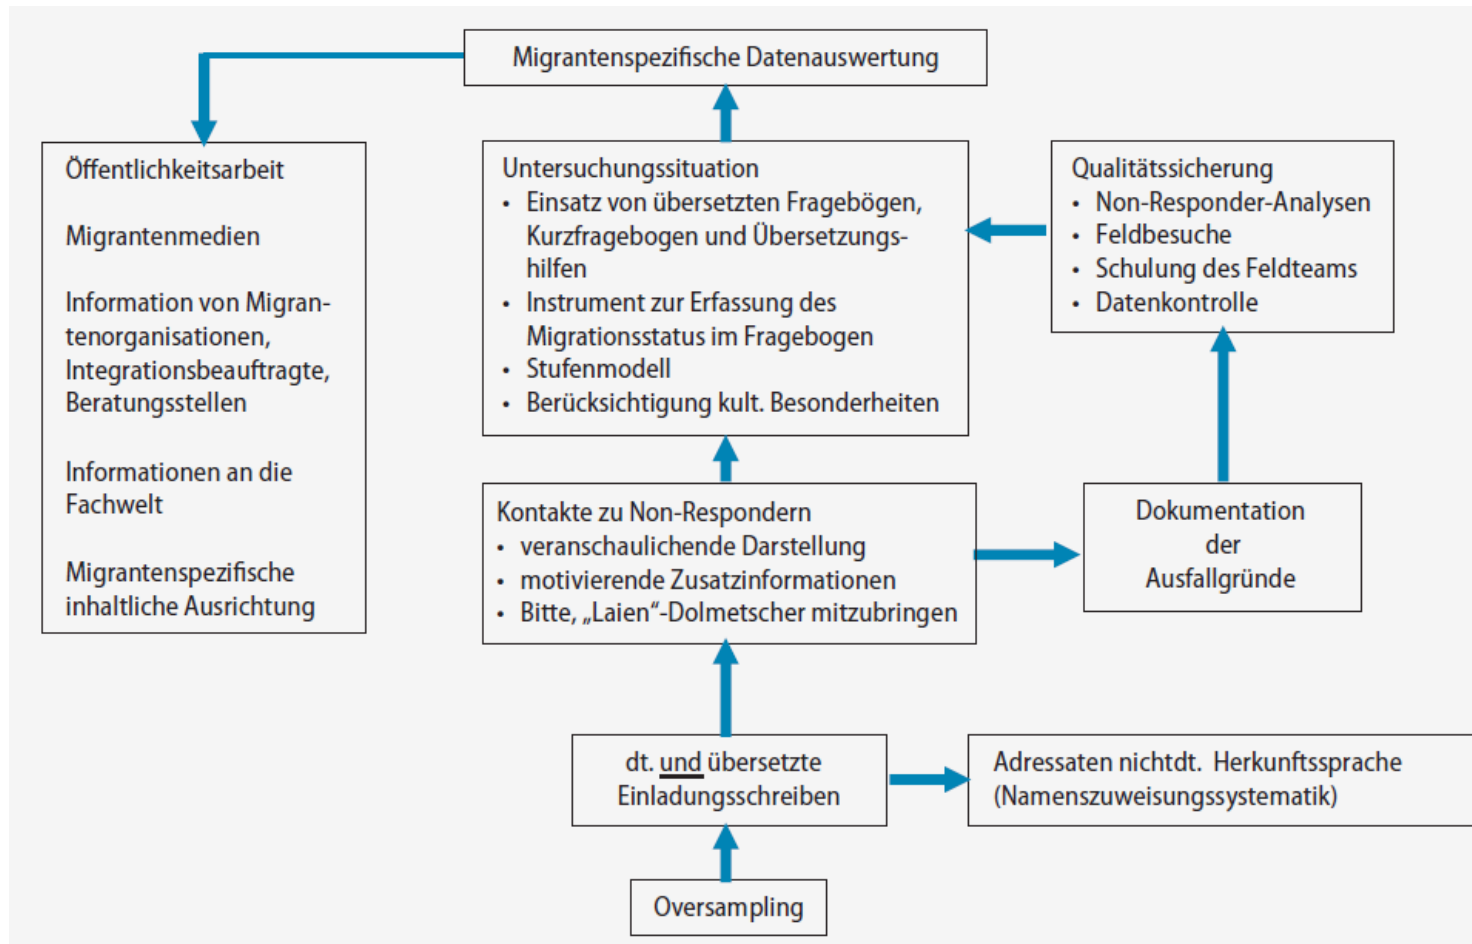 Migrantenspezifische Datenauswertung
Öffentlichkeitsarbeit
Migrantenmedien
Information von Migran-
tenorganisationen,
Integrationsbeauftragte,
Beratungsstellen
Informationen an die
Fachwelt
Migrantenspezifische
inhaltliche Ausrichtung
Untersuchungssituation
• Einsatz von übersetzten Fragebögen,
Kurzfragebogen und Übersetzungs-
hilfen
• Instrument zur Erfassung des
Migrationsstatus im Fragebogen
• Stufenmodell
• Berücksichtigung kult. Besonderheiten
Qualitätssicherung
• Non-Responder-Analysen
• Feldbesuche
• Schulung des Feldteams
• Datenkontrolle
Kontakte zu Non-Respondern
• veranschaulichende Darstellung
• motivierende Zusatzinformationen
• Bitte, „Laien“-Dolmetscher mitzubringen
Dokumentation
der
Ausfallgründe
dt. und übersetzte
Einladungsschreiben
Adressaten nichtdt. Herkunftssprache
(Namenszuweisungssystematik)
Oversampling